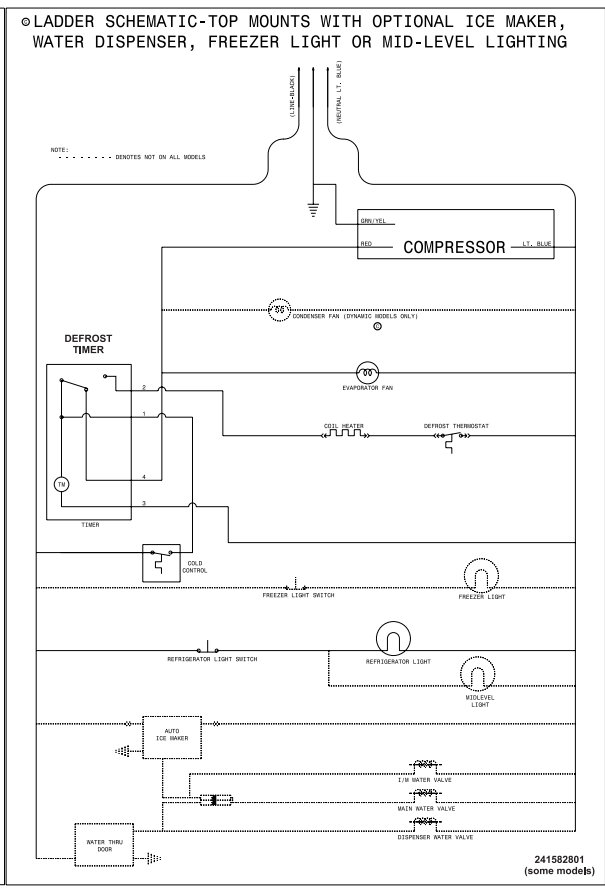 © LADDER SCHEMATIC-TOP MOUNTS WITH OPTIONAL ICE MAKER,
WATER DISPENSER, FREEZER LIGHT OR MID-LEVEL LIGHTING
(LINE-BLACK)
(NEUTRAL LT. BLUE)
NOTE:
DENOTES NOT ON ALL MODELS
GRN/YEL
RED
COMPRESSOR
LT. BLUE
CONDENSER FAN (DYNAMIC MODELS ONLY)
©
DEFROST
TIMER
2
EVAPORATOR FAN
1
COIL HEATER
DEFROST THERMOSTAT
4
TM
3
TIMER
COLD
CONTROL
FREEZER LIGHT SWITCH
FREEZER LIGHT
REFRIGERATOR LIGHT SWITCH
REFRIGERATOR LIGHT
MIDLEVEL
LIGHT
AUTO
ICE MAKER
I/M WATER VALVE
MAIN WATER VALVE
DISPENSER WATER VALVE
WATER THRU
DOOR
241582801
(some models)